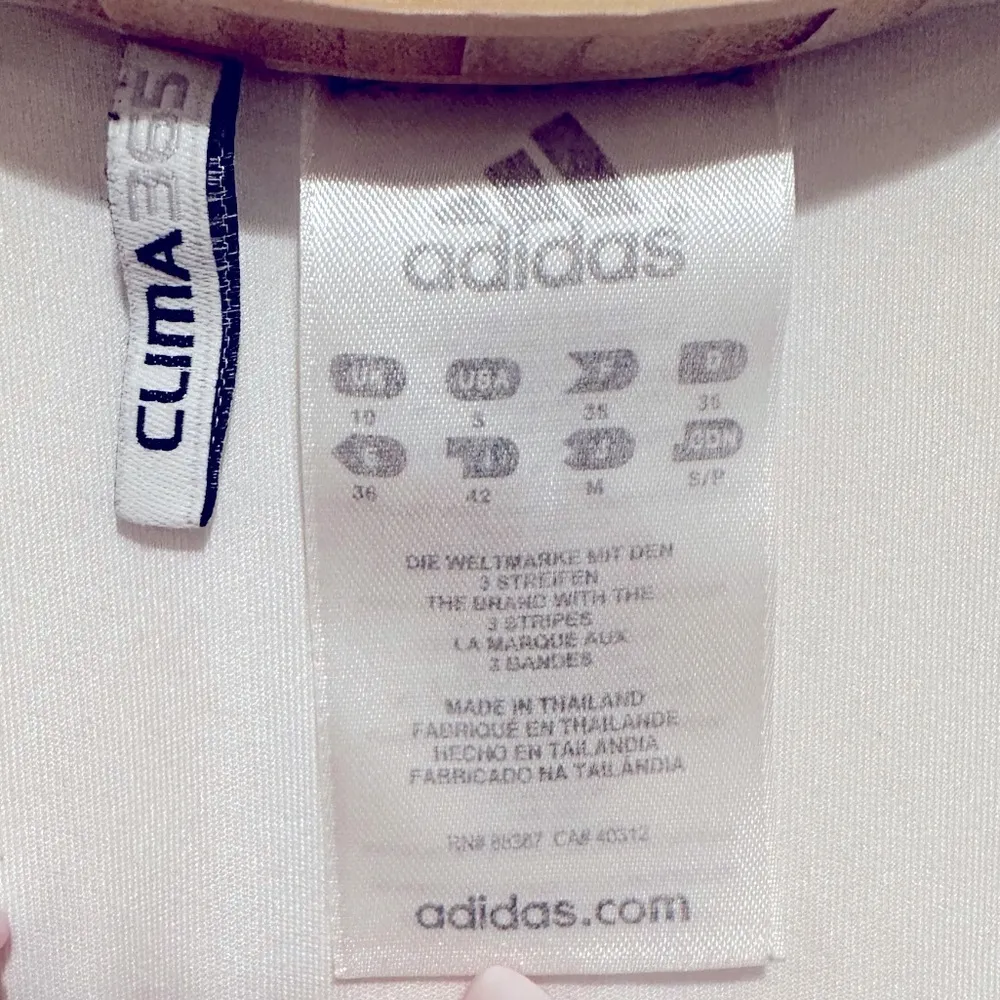 CLIMA365
adidas
UK USA F D
10 S 36
E I J CDN
36 42 M S/P
DIE WELTMARKE MIT DEN
3 STREIFEN
THE BRAND WITH THE
3 STRIPES
LA MARQUE AUX
3 BANDES
MADE IN THAILAND
FABRIQUÉ EN THAILANDE
HECHO EN TAILANDIA
FABRICADO NA TAILÂNDIA
RN# 88387 CA# 40312
adidas.com